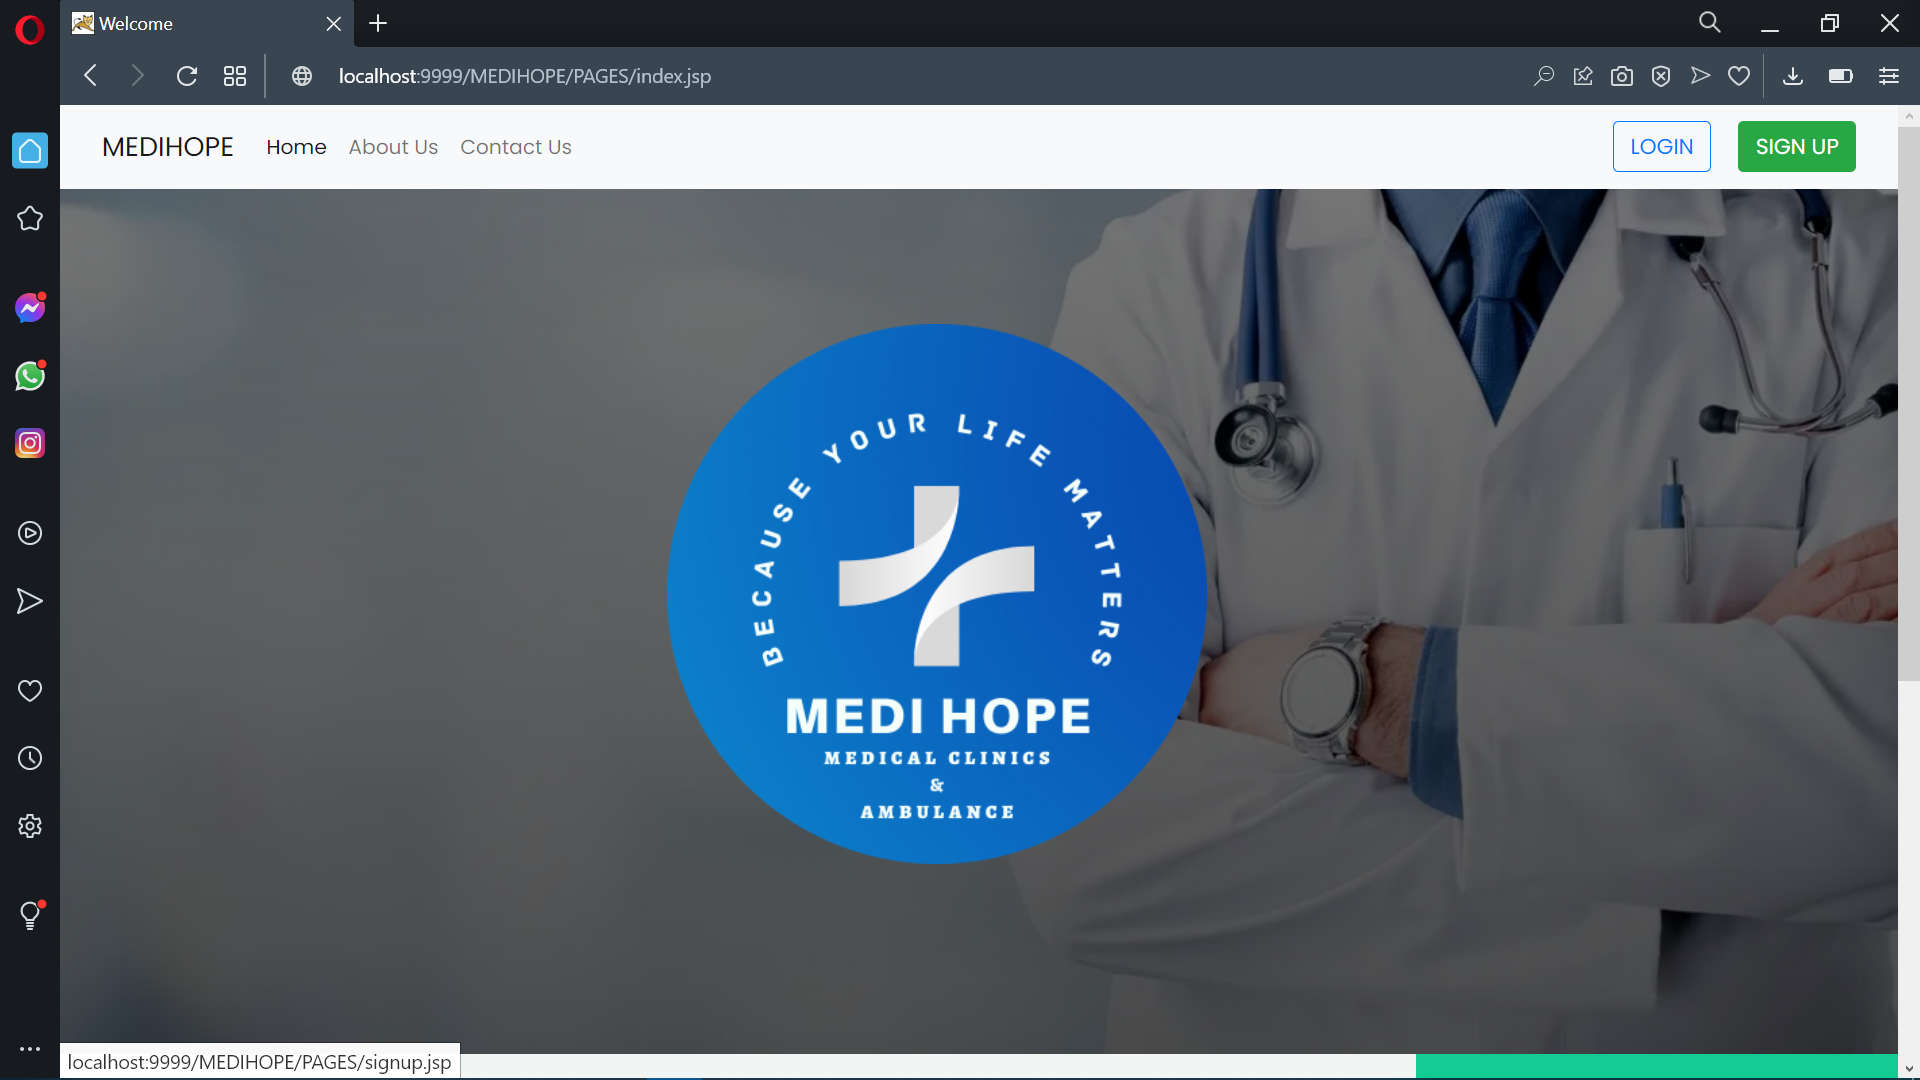 Welcome
localhost:9999/MEDIHOPE/PAGES/index.jsp
MEDIHOPE Home About Us Contact Us LOGIN SIGN UP
BECAUSE YOUR LIFE MATTERS
MEDI HOPE
MEDICAL CLINICS
&
AMBULANCE
localhost:9999/MEDIHOPE/PAGES/signup.jsp